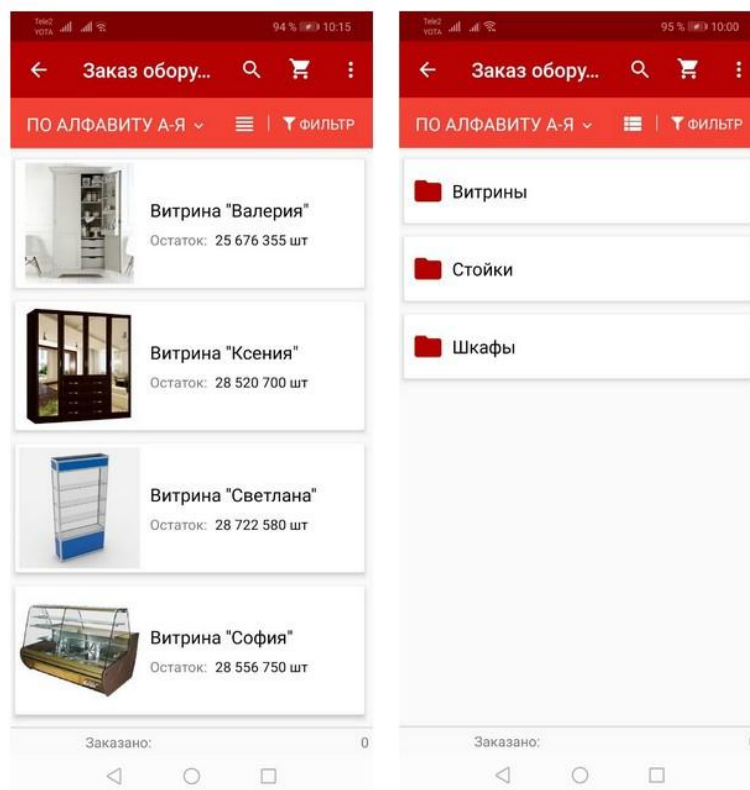 Tele2
YOTA
94 % 10:15
Заказ обору...
ПО АЛФАВИТУ А-Я
ФИЛЬТР
Витрина "Валерия"
Остаток: 25 676 355 шт
Витрина "Ксения"
Остаток: 28 520 700 шт
Витрина "Светлана"
Остаток: 28 722 580 шт
Витрина "София"
Остаток: 28 556 750 шт
Заказано: 0
Tele2
YOTA
95 % 10:00
Заказ обору...
ПО АЛФАВИТУ А-Я
ФИЛЬТР
Витрины
Стойки
Шкафы
Заказано: